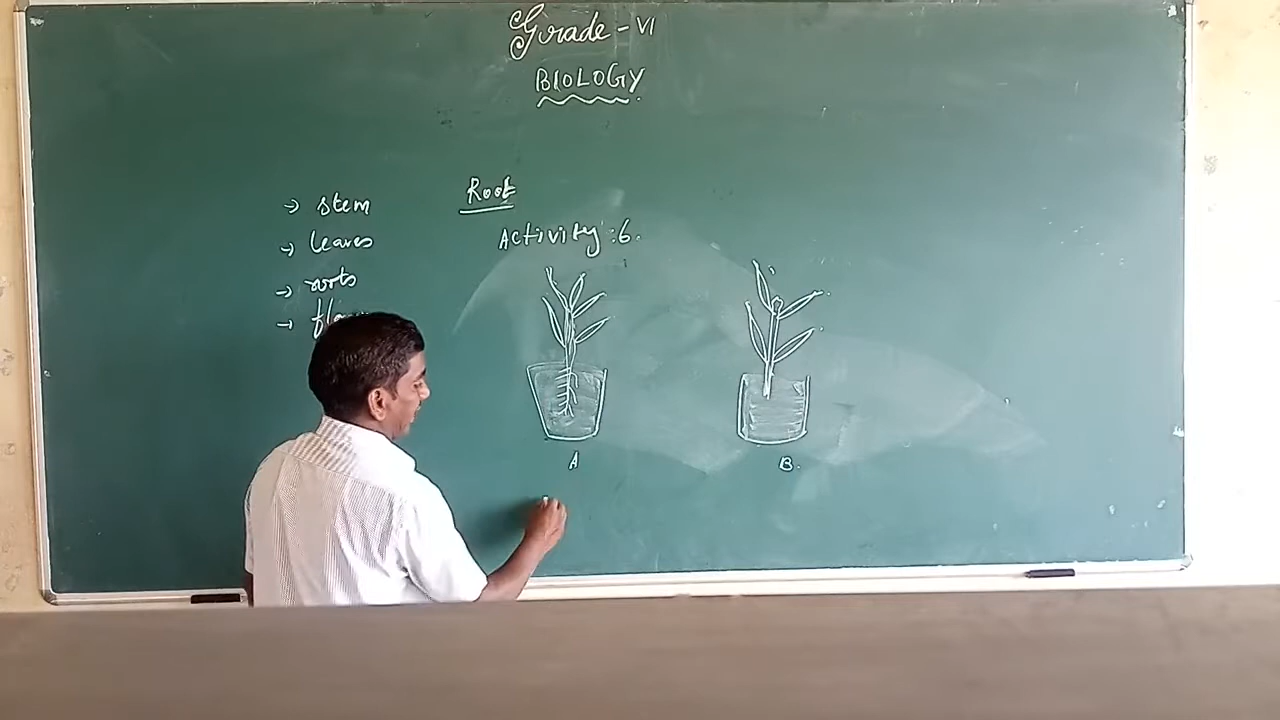 Grade - VI
BIOLOGY
→ stem
→ leaves
→ roots
→
Root
Activity : 6.
A
B.